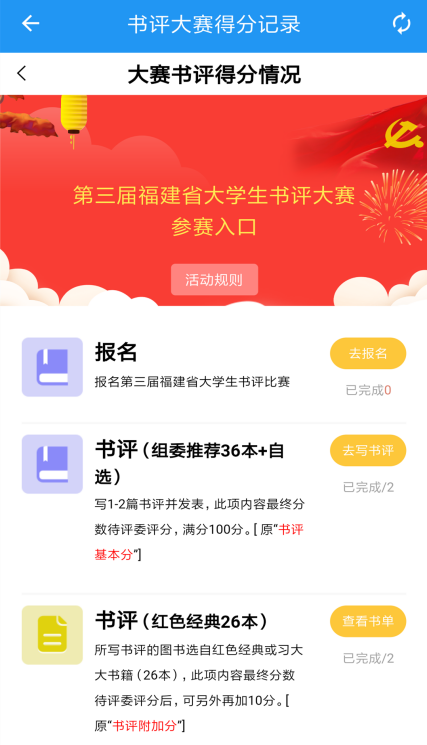 书评大赛得分记录
大赛书评得分情况
第三届福建省大学生书评大赛
参赛入口
活动规则
报名
去报名
报名第三届福建省大学生书评比赛
已完成0
书评（组委推荐36本+自
选）
去写书评
写1-2篇书评并发表，此项内容最终分
数待评委评分，满分100分。[ 原“书评
基本分”]
已完成/2
书评（红色经典26本）
查看书单
所写书评的图书选自红色经典或习大
大书籍（26本），此项内容最终分数
待评委评分后，可另外再加10分。[
原“书评附加分”]
已完成/2